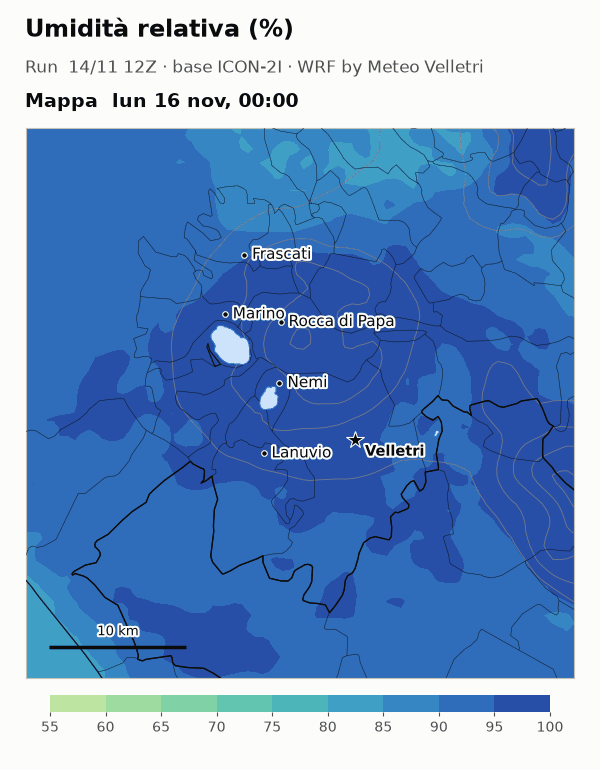 Umidità relativa (%)
Run  14/11 12Z · base ICON-2I · WRF by Meteo Velletri
Mappa  lun 16 nov, 00:00
Frascati
Marino
Rocca di Papa
Nemi
Velletri
Lanuvio
10 km
55 60 65 70 75 80 85 90 95 100